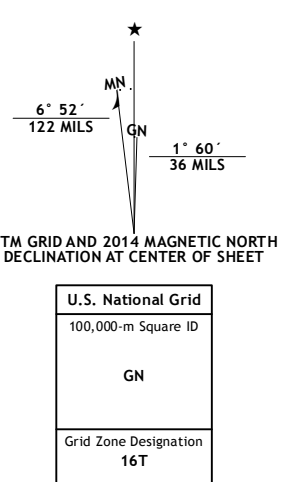 ★
MN
6° 52´
122 MILS
GN
1° 60´
36 MILS
TM GRID AND 2014 MAGNETIC NORTH
DECLINATION AT CENTER OF SHEET
U.S. National Grid
100,000-m Square ID
GN
Grid Zone Designation
16T